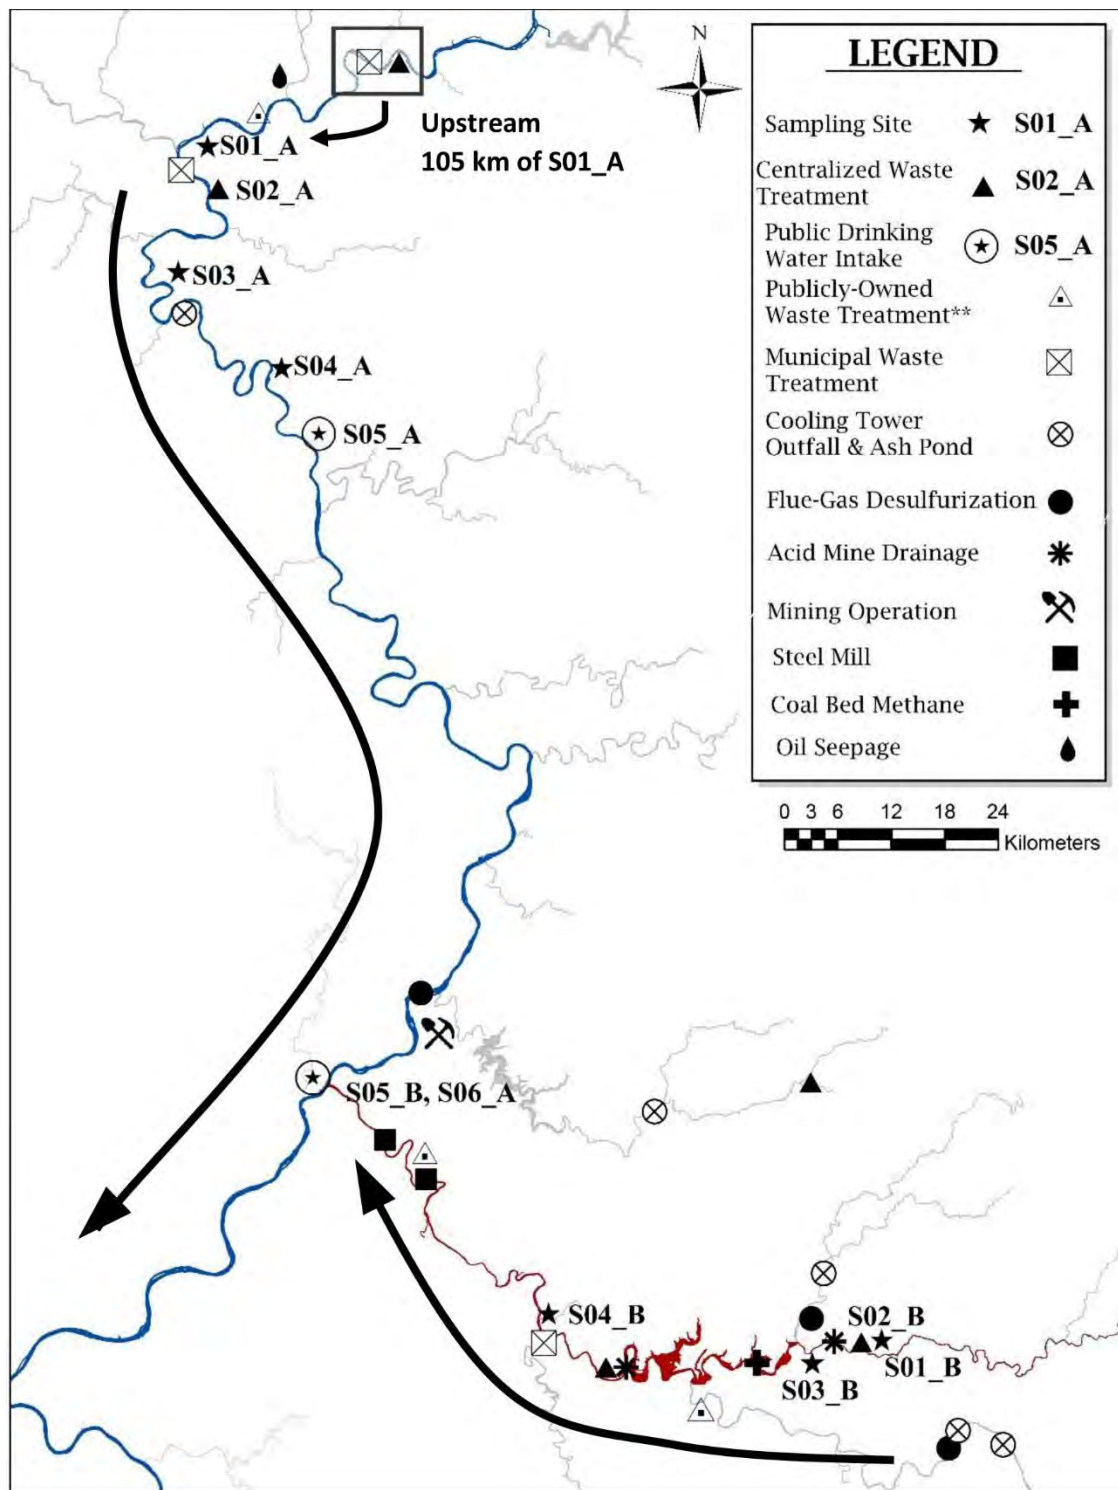 Upstream
105 km of S01_A
S01_A
S02_A
S03_A
S04_A
S05_A
S05_B, S06_A
S04_B
S02_B
S01_B
S03_B
N
LEGEND
Sampling Site S01_A
Centralized Waste
Treatment S02_A
Public Drinking
Water Intake S05_A
Publicly-Owned
Waste Treatment**
Municipal Waste
Treatment
Cooling Tower
Outfall & Ash Pond
Flue-Gas Desulfurization
Acid Mine Drainage
Mining Operation
Steel Mill
Coal Bed Methane
Oil Seepage
0 3 6 12 18 24
Kilometers